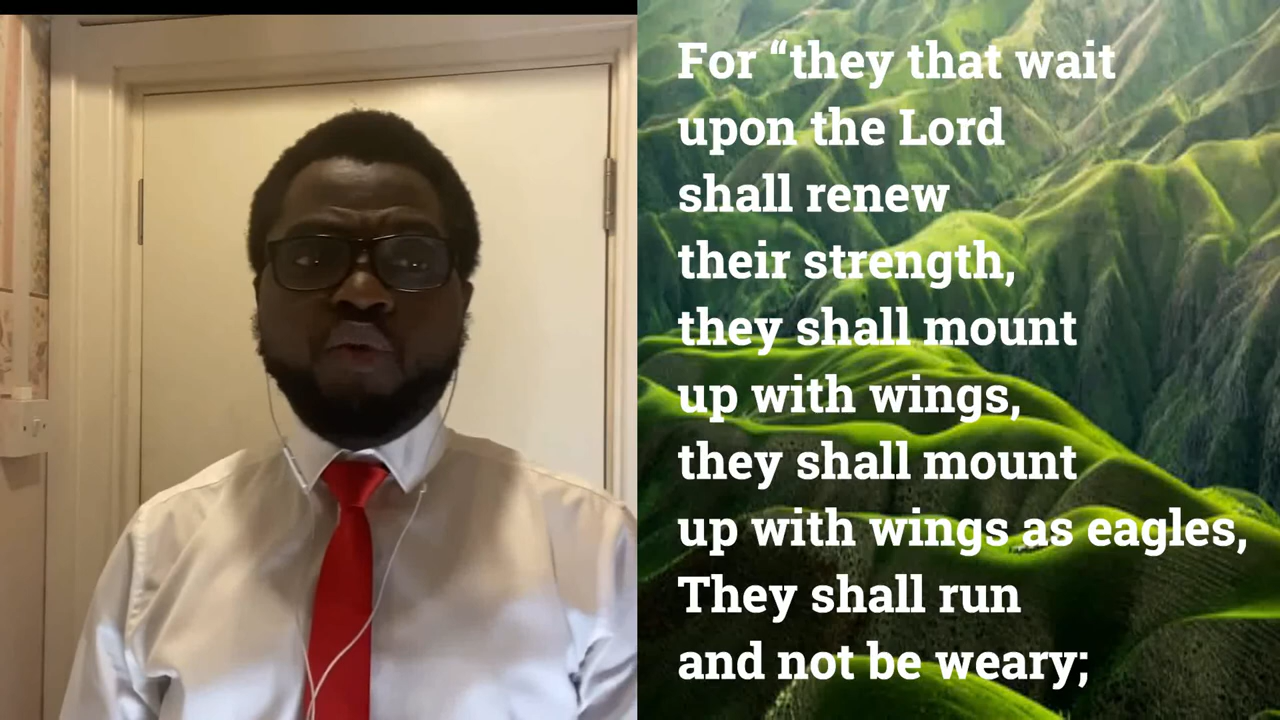 For “they that wait
upon the Lord
shall renew
their strength,
they shall mount
up with wings,
they shall mount
up with wings as eagles,
They shall run
and not be weary;